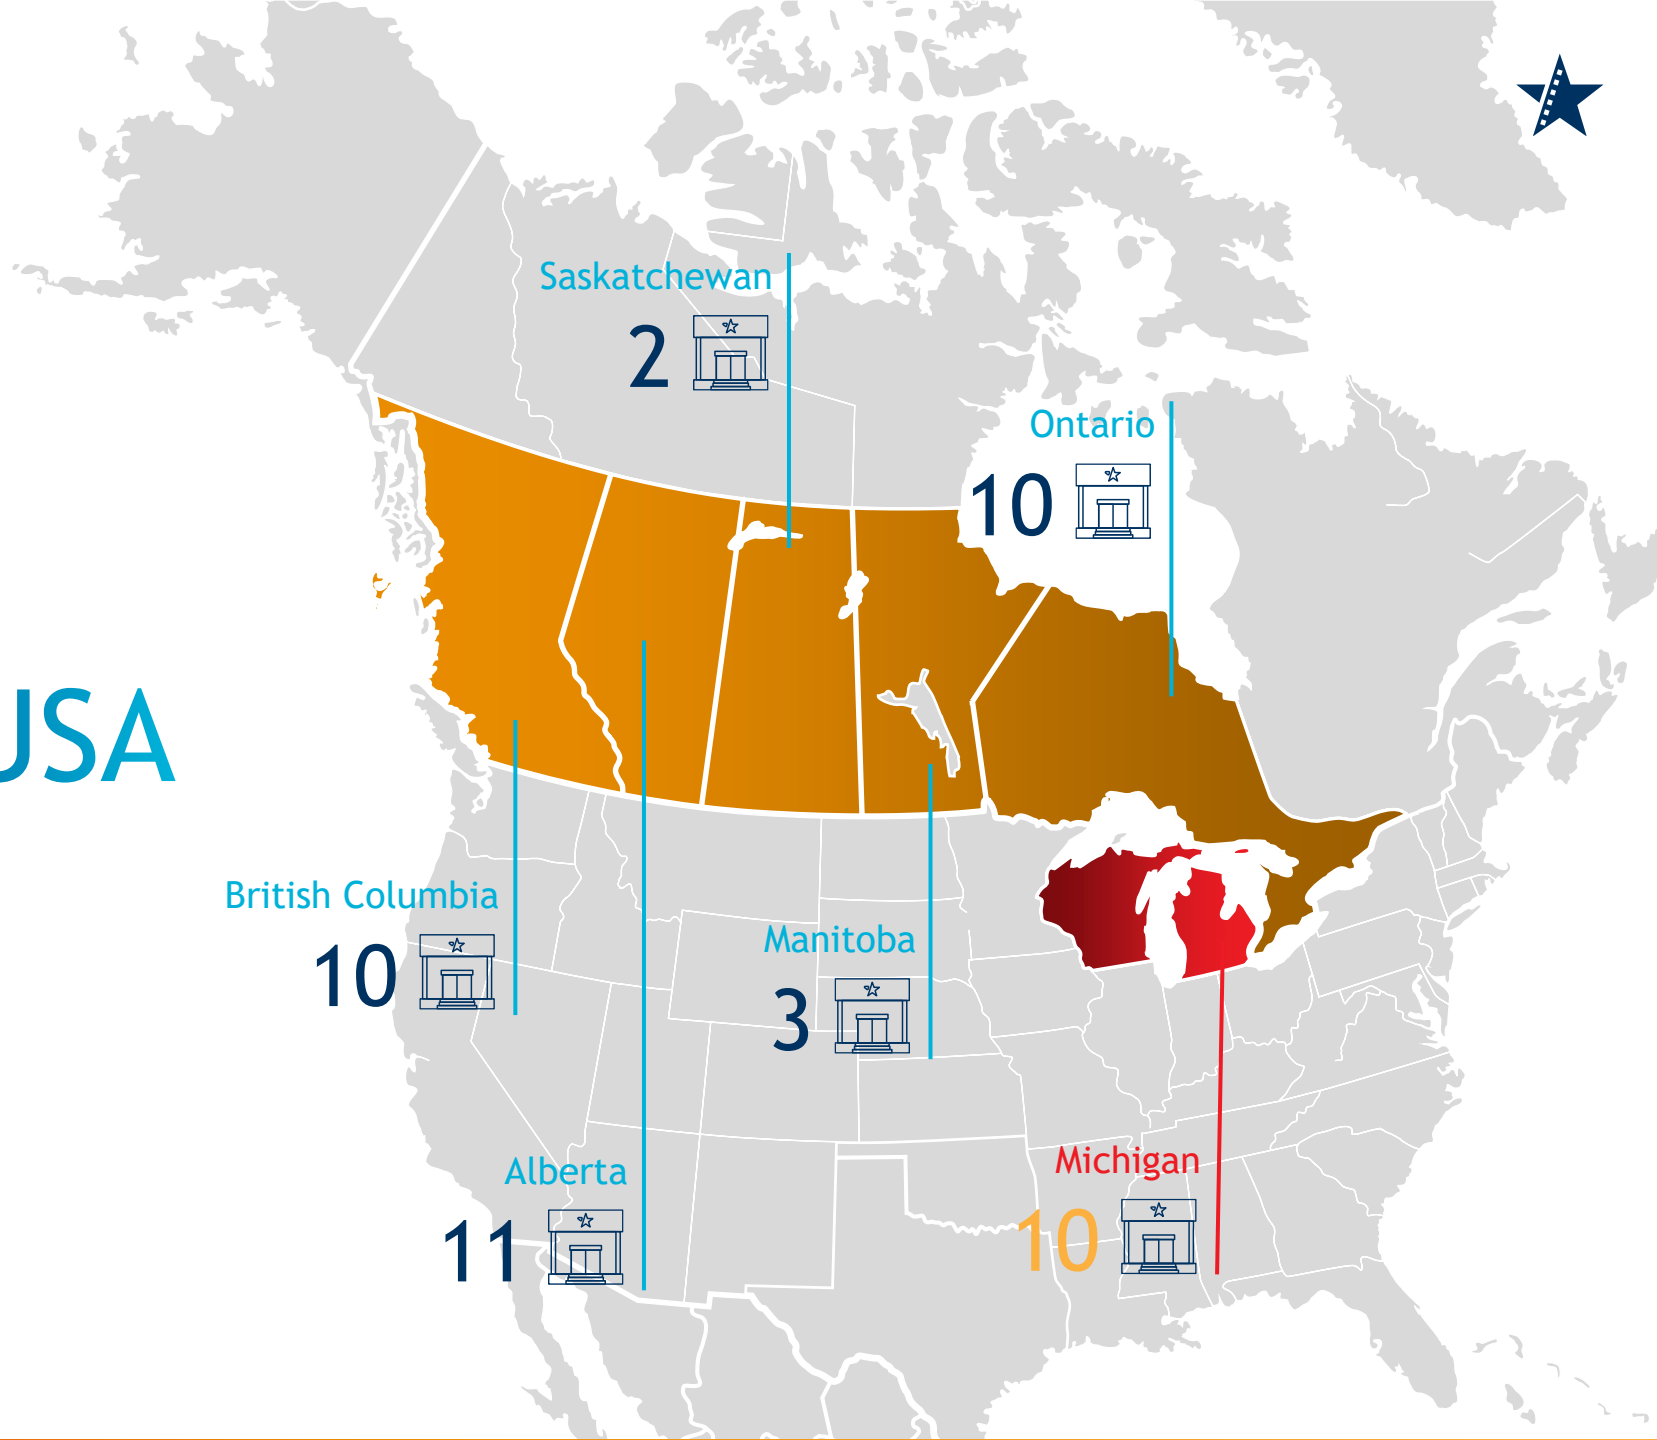 Saskatchewan
2
Ontario
10
USA
British Columbia
10
Manitoba
3
Alberta
11
Michigan
10